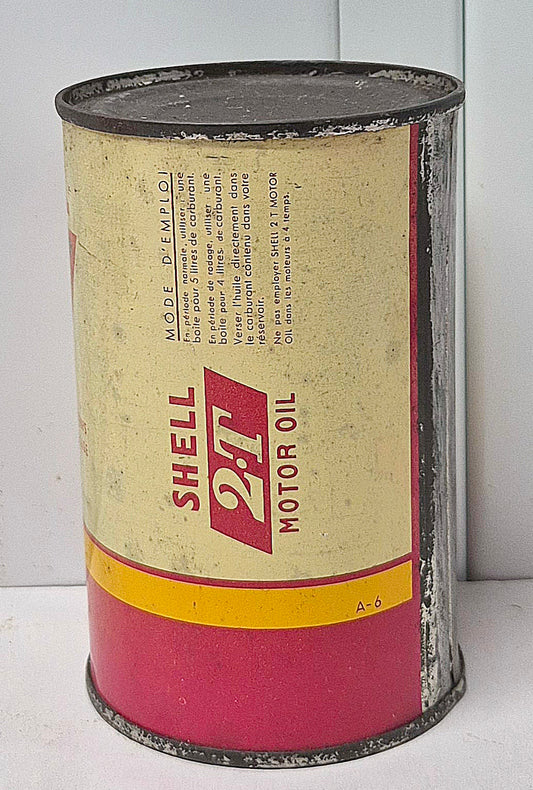 SHELL
2·T
MOTOR OIL
MODE D'EMPLOI
En période normale, utiliser une
boîte pour 5 litres de carburant.
En période de rodage, utiliser une
boîte pour 4 litres de carburant.
Verser l'huile directement dans
le carburant contenu dans votre
réservoir.
Ne pas employer SHELL 2 T MOTOR
OIL dans les moteurs à 4 temps.
A-6